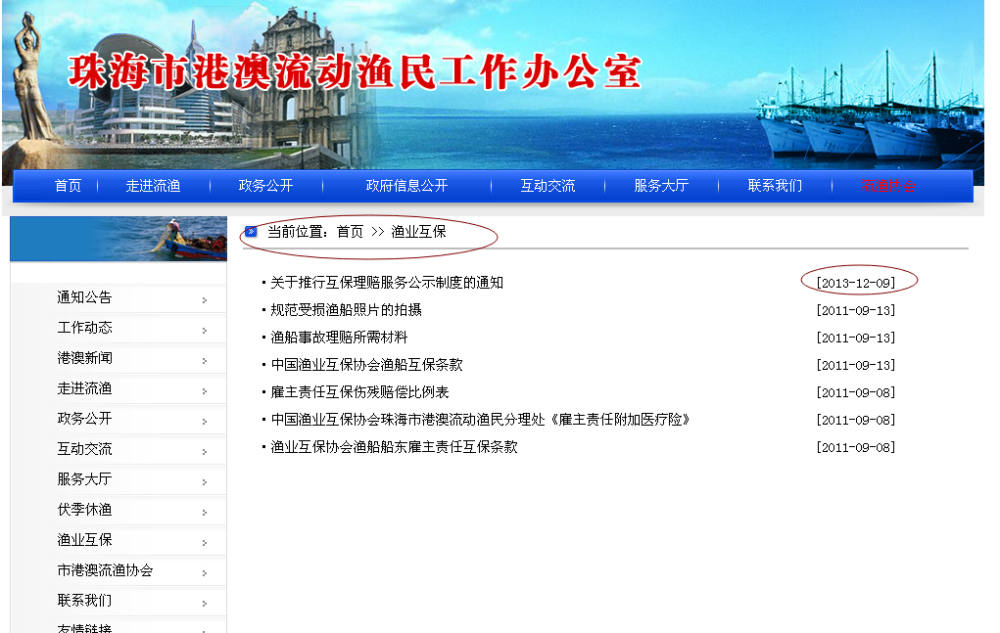 珠海市港澳流动渔民工作办公室
首页 走进流渔 政务公开 政府信息公开 互动交流 服务大厅 联系我们
当前位置：首页 >> 渔业互保
通知公告
工作动态
港澳新闻
走进流渔
政务公开
互动交流
服务大厅
伏季休渔
渔业互保
市港澳流渔协会
联系我们
友情链接
·关于推行互保理赔服务公示制度的通知 [2013-12-09]
·规范受损渔船照片的拍摄 [2011-09-13]
·渔船事故理赔所需材料 [2011-09-13]
·中国渔业互保协会渔船互保条款 [2011-09-13]
·雇主责任互保伤残赔偿比例表 [2011-09-08]
·中国渔业互保协会珠海市港澳流动渔民分理处《雇主责任附加医疗险》 [2011-09-08]
·渔业互保协会渔船船东雇主责任互保条款 [2011-09-08]